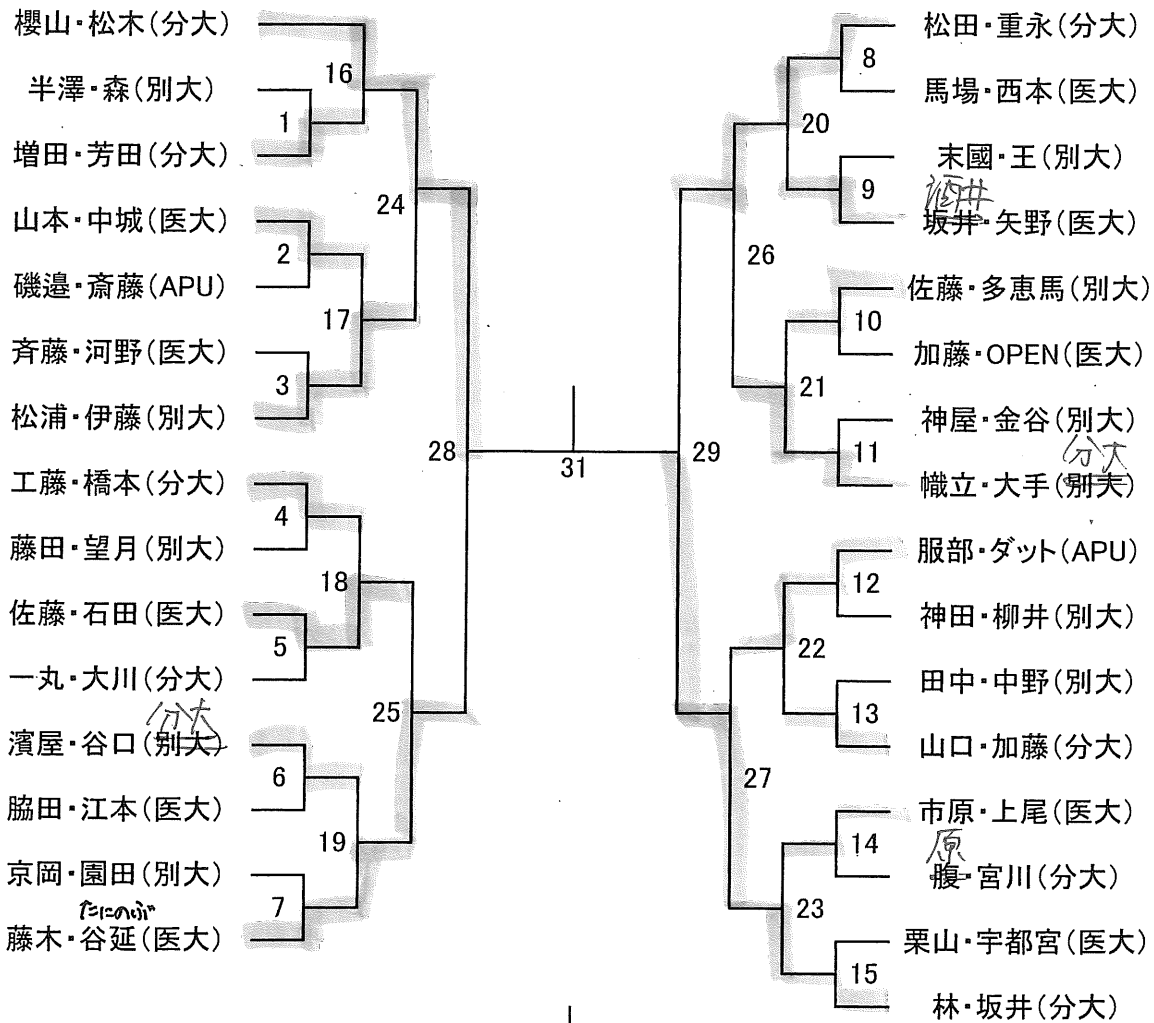 櫻山・松木(分大)
16
半澤・森(別大)
1
増田・芳田(分大)
24
山本・中城(医大)
2
磯邉・斎藤(APU)
17
斉藤・河野(医大)
3
松浦・伊藤(別大)
28
工藤・橋本(分大)
4
藤田・望月(別大)
18
佐藤・石田(医大)
5
一丸・大川(分大)
25
分大
濱屋・谷口(別大)
6
脇田・江本(医大)
19
京岡・園田(別大)
7
たにのぶ
藤木・谷延(医大)
31
松田・重永(分大)
8
馬場・西本(医大)
20
末國・王(別大)
9
酒井
坂井・矢野(医大)
26
佐藤・多恵馬(別大)
10
加藤・OPEN(医大)
21
神屋・金谷(別大)
11
分大
幟立・大手(別大)
29
服部・ダット(APU)
12
神田・柳井(別大)
22
田中・中野(別大)
13
山口・加藤(分大)
27
市原・上尾(医大)
14
原
腹・宮川(分大)
23
栗山・宇都宮(医大)
15
林・坂井(分大)